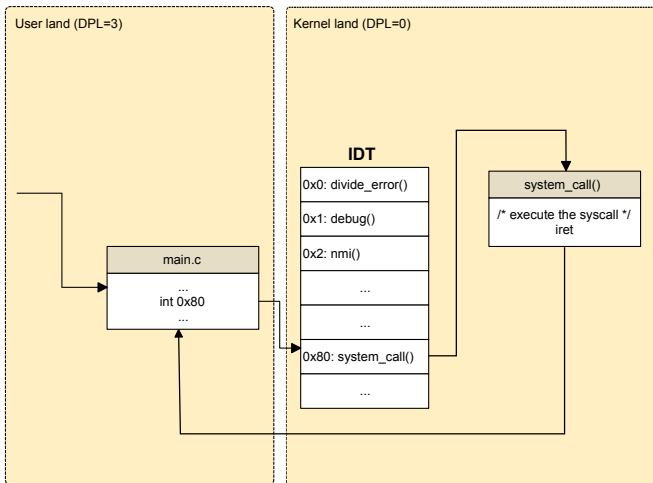 User land (DPL=3)
Kernel land (DPL=0)
IDT
0x0: divide_error()
0x1: debug()
0x2: nmi()
...
...
0x80: system_call()
...
system_call()
/* execute the syscall */
iret
main.c
...
int 0x80
...